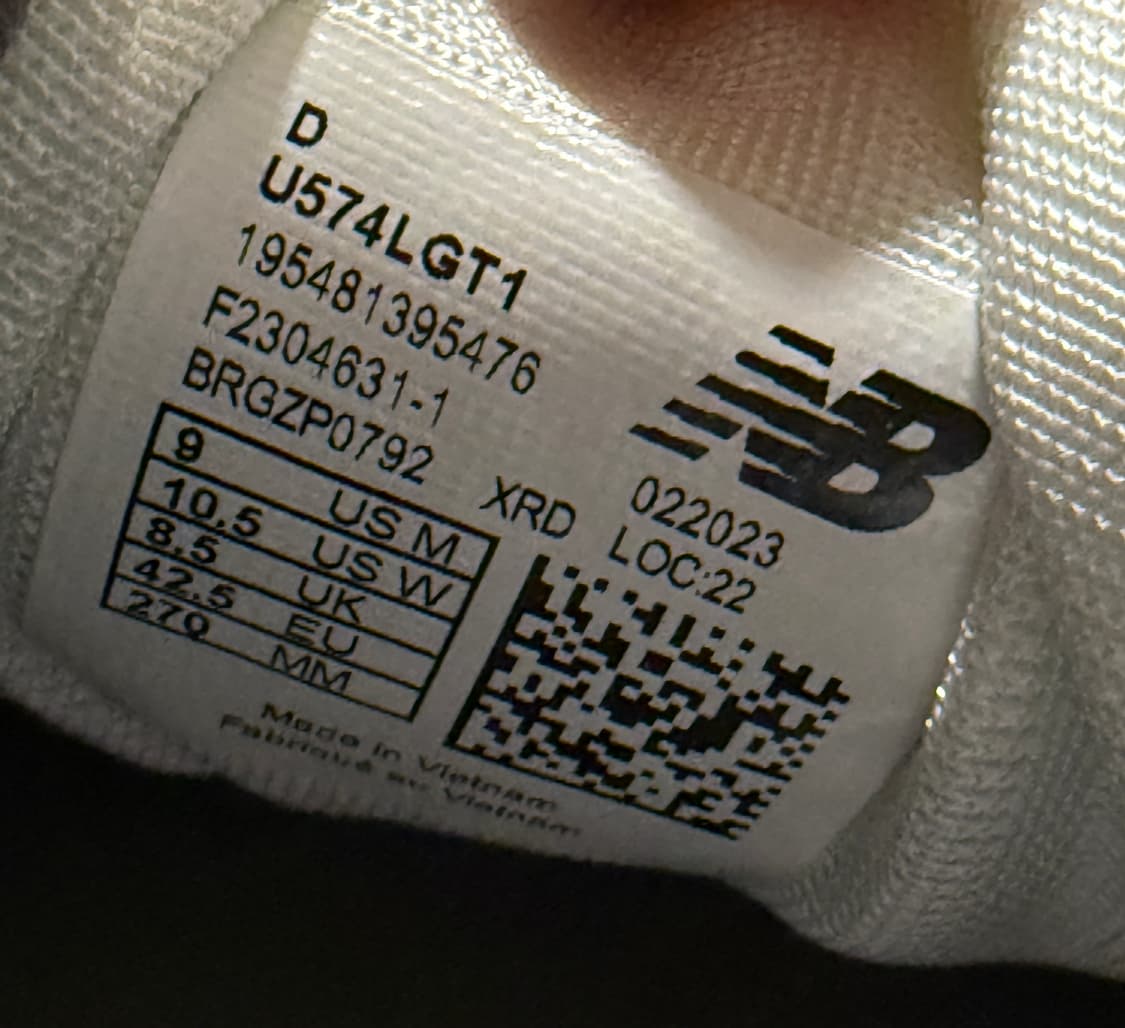 D
U574LGT1
195481395476
F2304631-1
BRGZP0792
XRD
NB
022023
LOC:22
9 US M
10,5 US W
8,5 UK
42,5 EU
270 MM
Made in Vietnam
Fabriqué au Vietnam